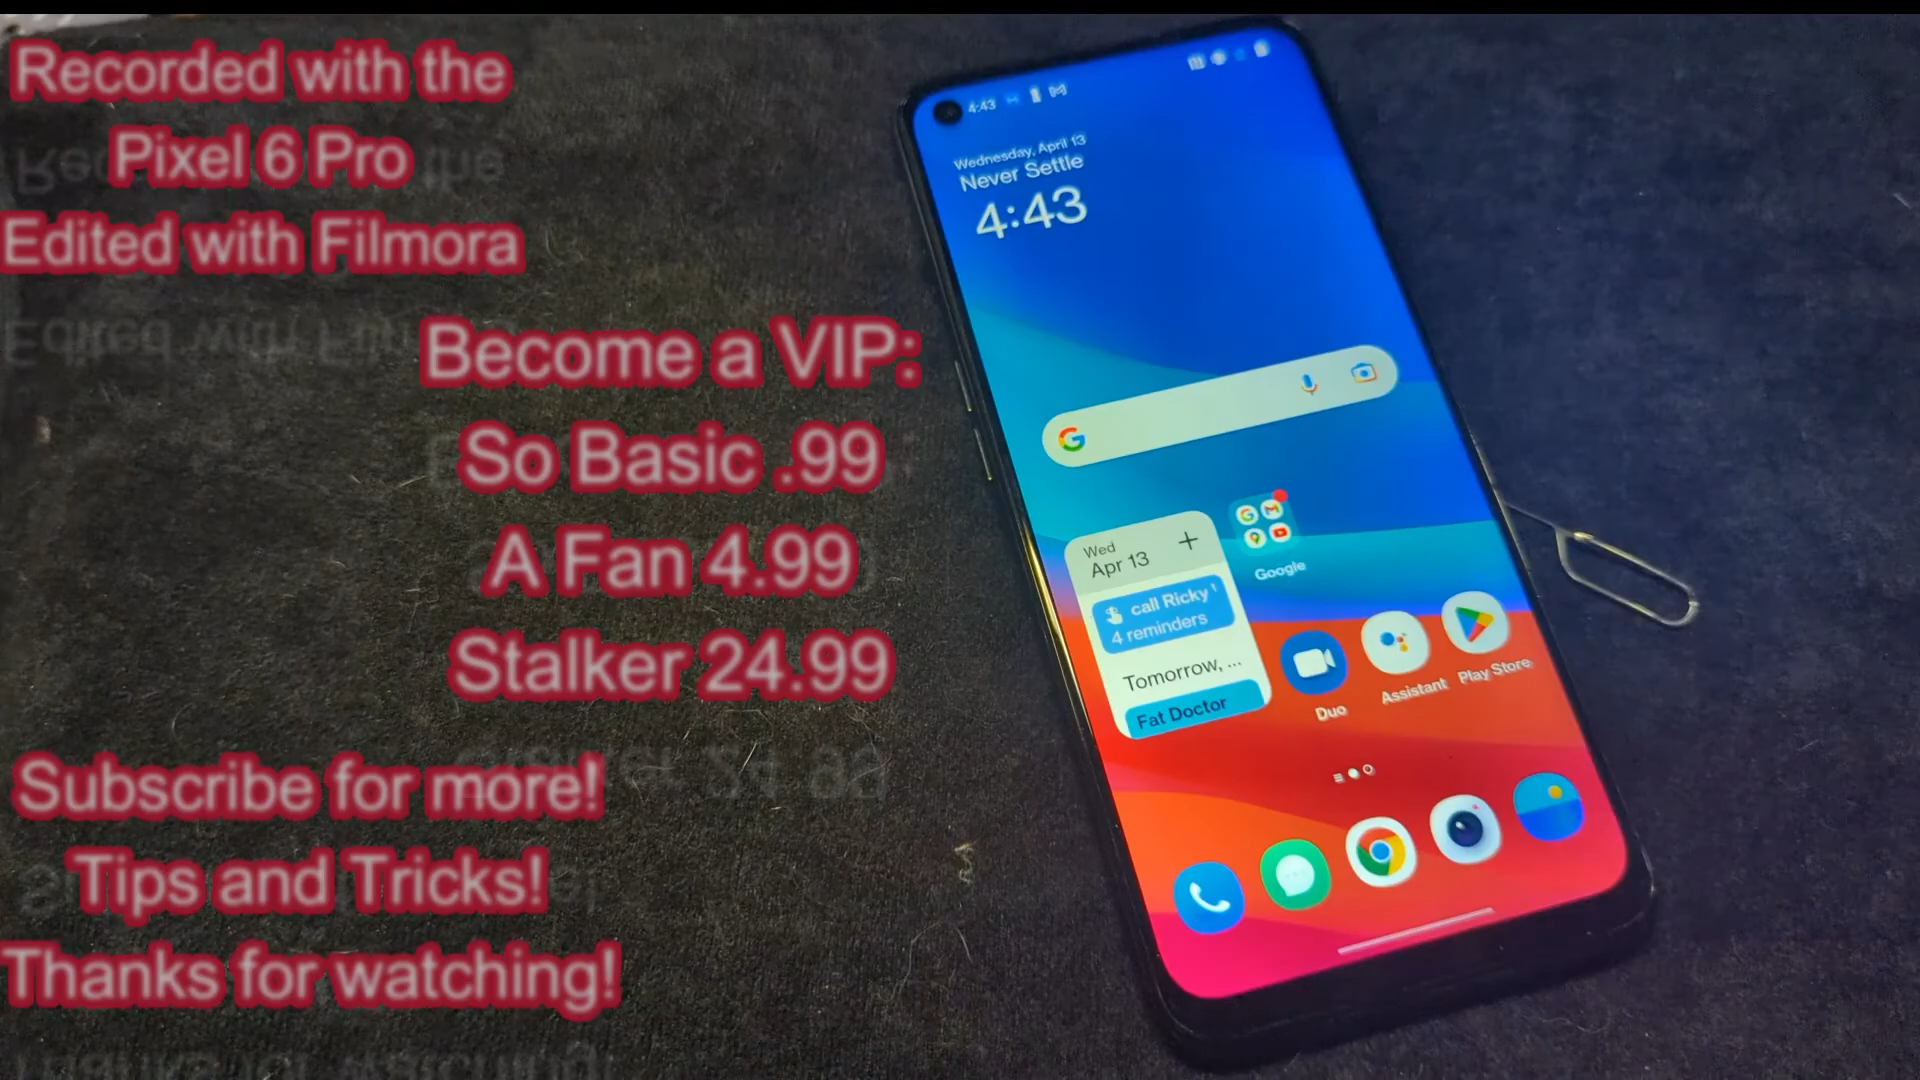 Recorded with the
Pixel 6 Pro
Edited with Filmora
Become a VIP:
So Basic .99
A Fan 4.99
Stalker 24.99
Subscribe for more!
Tips and Tricks!
Thanks for watching!
4:43
Wednesday, April 13
Never Settle
4:43
Wed
Apr 13
call Ricky
4 reminders
Tomorrow, ...
Fat Doctor
Google
Duo
Assistant
Play Store